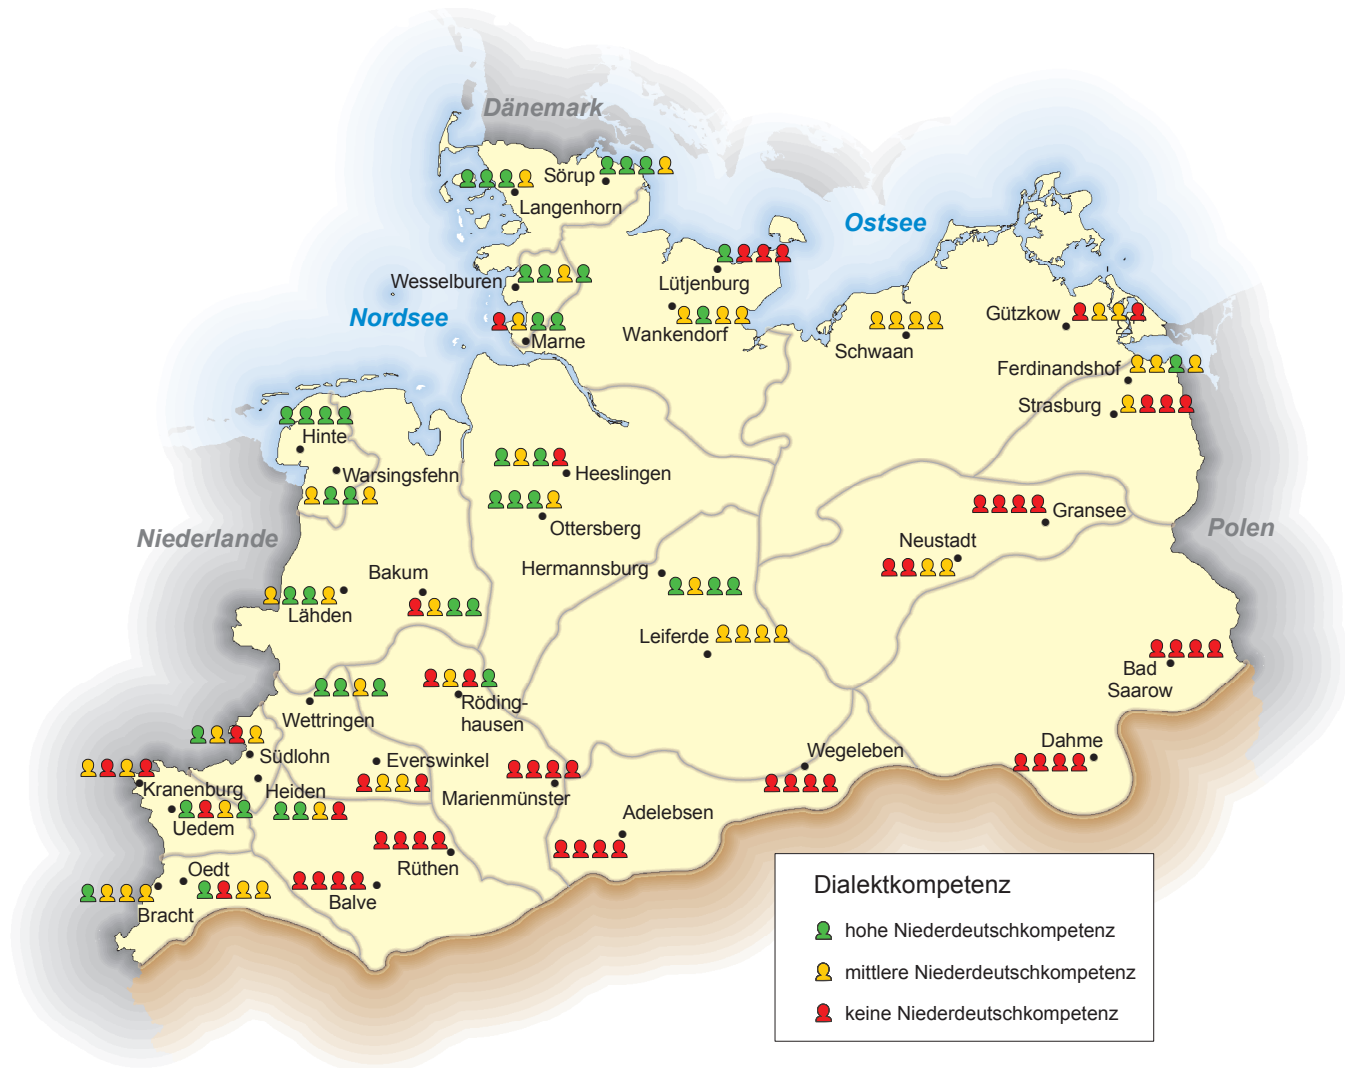 Dänemark
Sörup
Langenhorn
Ostsee
Wesselburen
Lütjenburg
Nordsee
Gützkow
Wankendorf
Marne
Schwaan
Ferdinandshof
Strasburg
Hinte
Warsingsfehn
Heeslingen
Gransee
Ottersberg
Polen
Niederlande
Neustadt
Hermannsburg
Bakum
Lähden
Leiferde
Bad
Saarow
Röding-
hausen
Wettringen
Dahme
Wegeleben
Südlohn
Everswinkel
Kranenburg
Heiden
Marienmünster
Adelebsen
Uedem
Rüthen
Oedt
Balve
Bracht
Dialektkompetenz
hohe Niederdeutschkompetenz
mittlere Niederdeutschkompetenz
keine Niederdeutschkompetenz